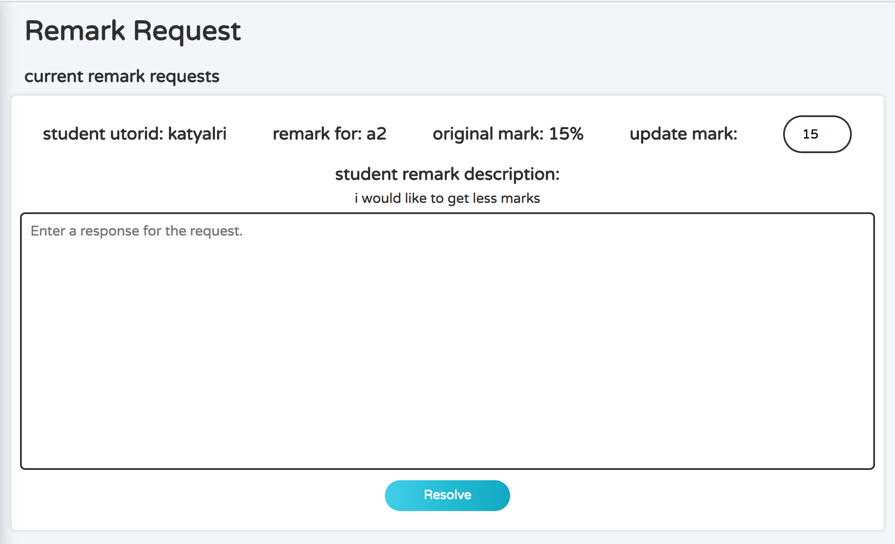 Remark Request
current remark requests
student utorid: katyalri remark for: a2 original mark: 15% update mark: 15
student remark description:
i would like to get less marks
Enter a response for the request.
Resolve